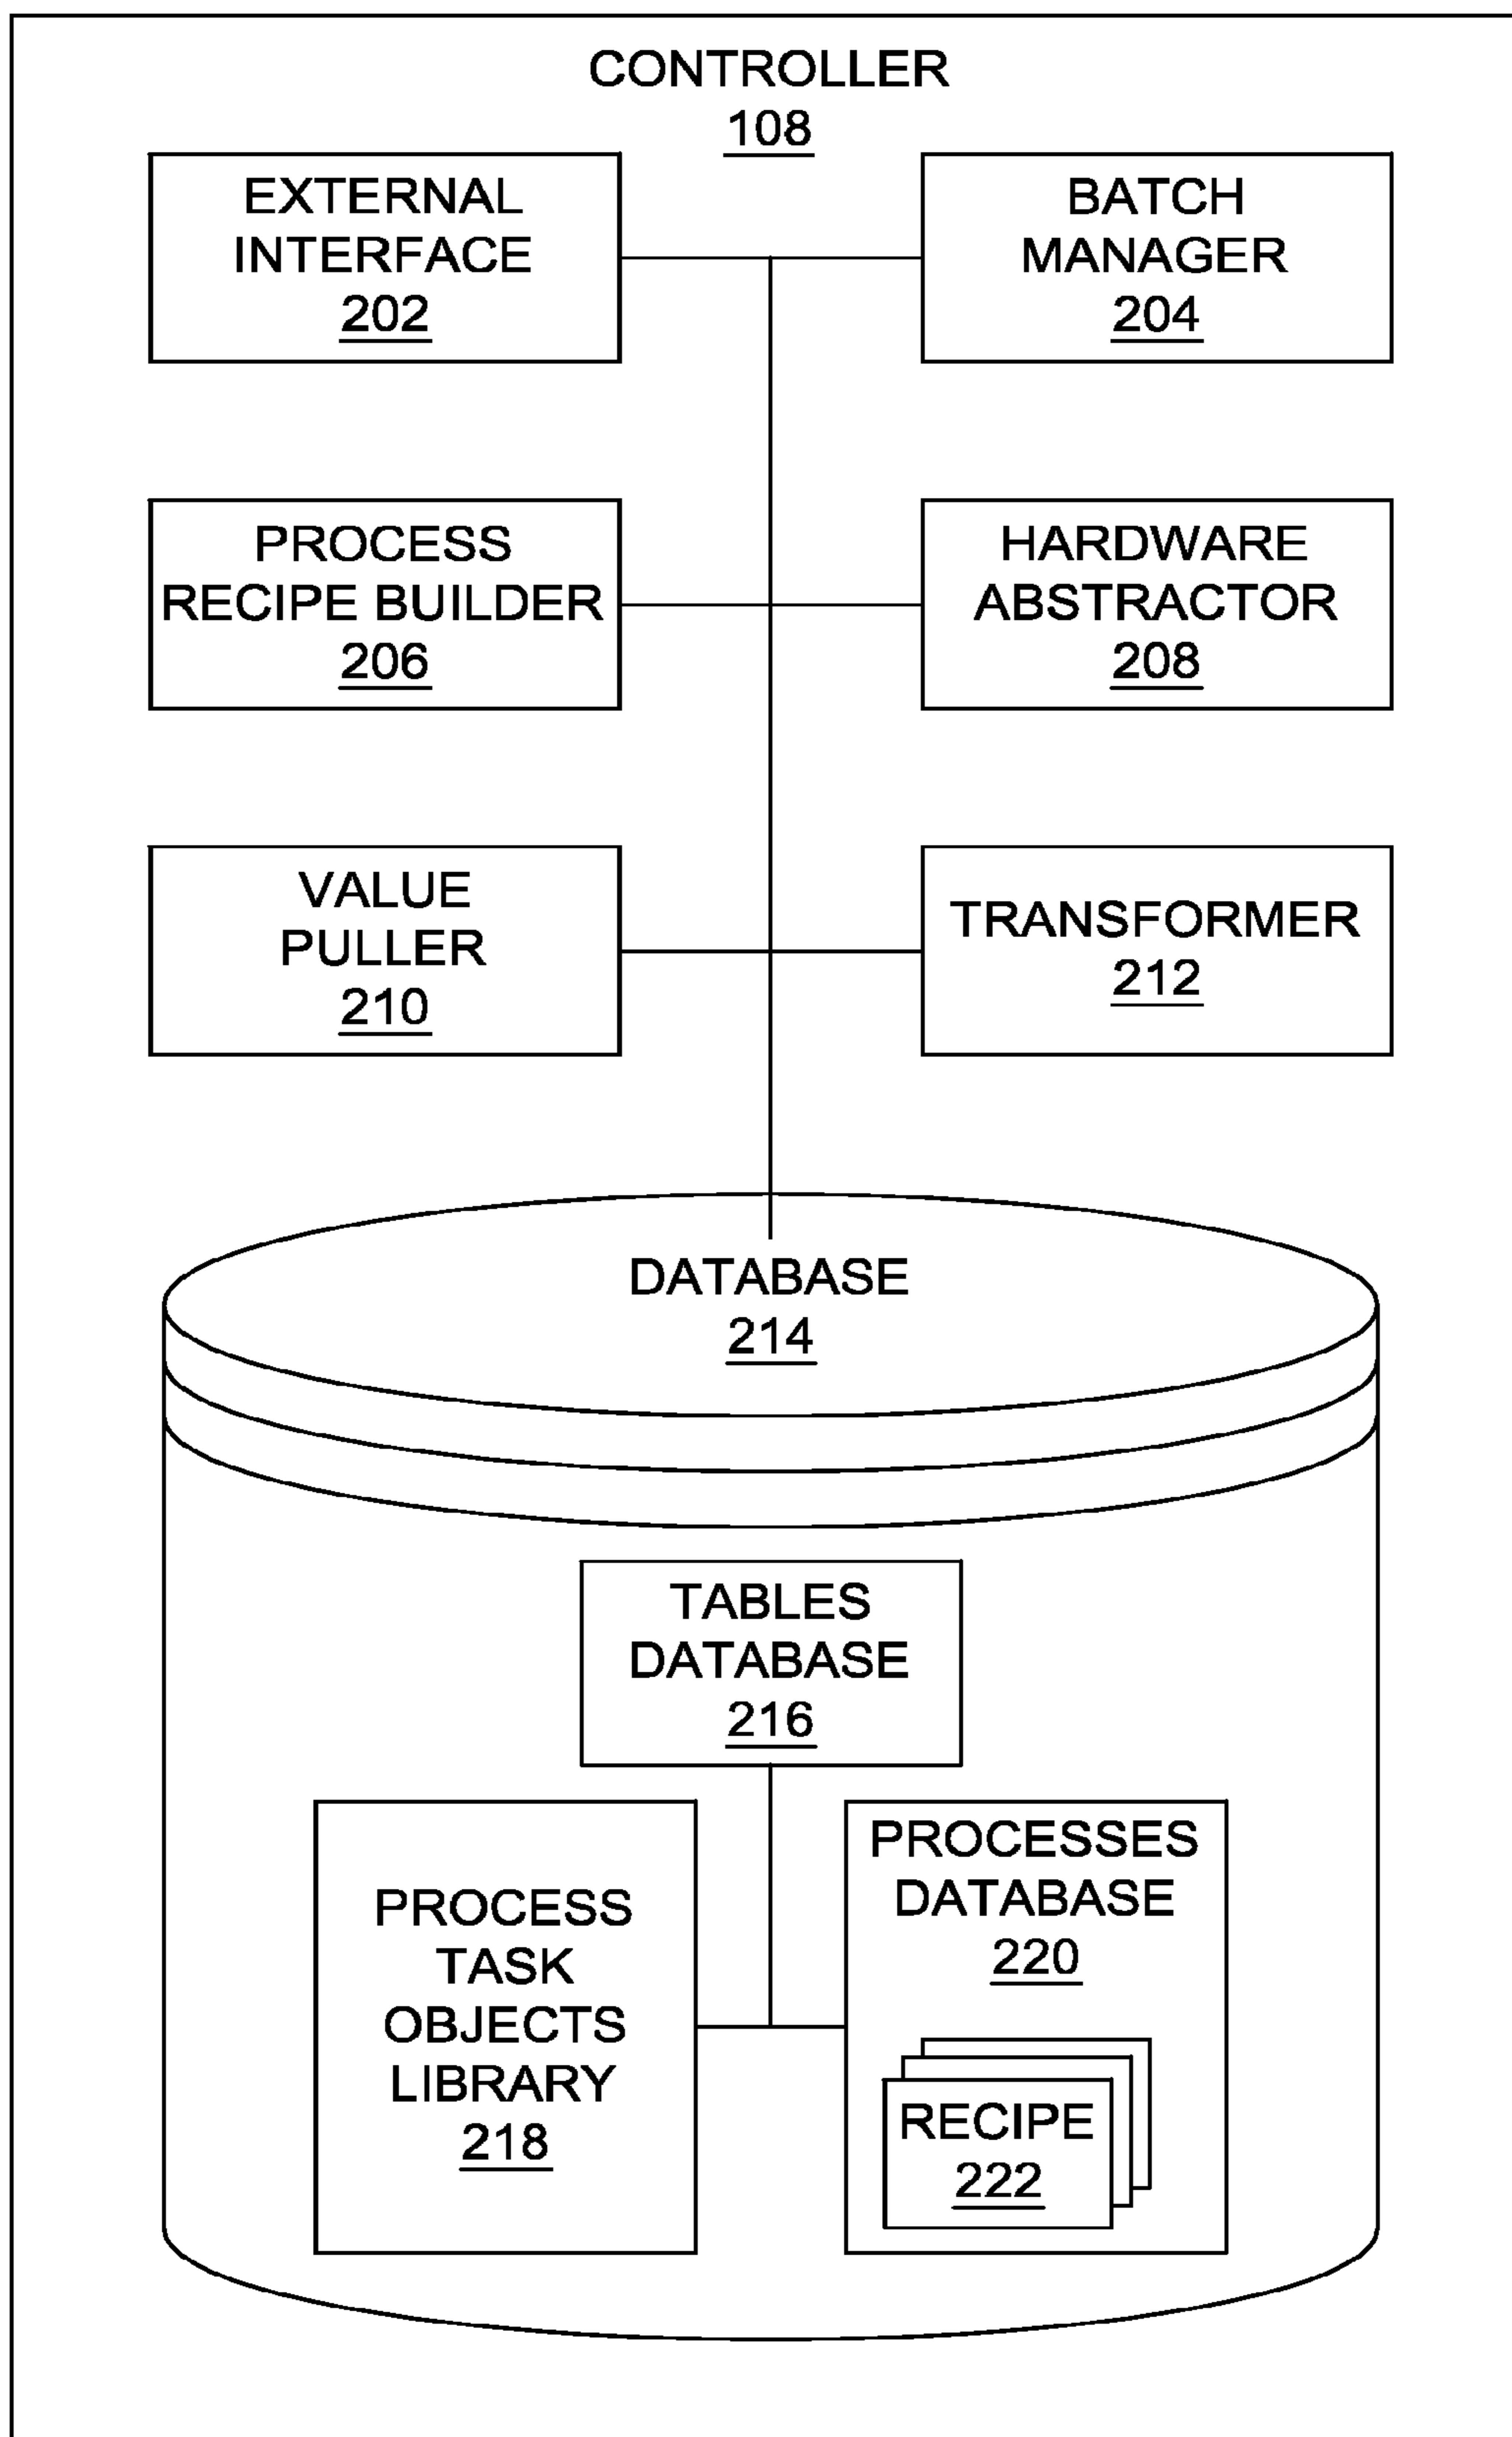 CONTROLLER
108
EXTERNAL
INTERFACE
202
BATCH
MANAGER
204
PROCESS
RECIPE BUILDER
206
HARDWARE
ABSTRACTOR
208
VALUE
PULLER
210
TRANSFORMER
212
DATABASE
214
TABLES
DATABASE
216
PROCESS
TASK
OBJECTS
LIBRARY
218
PROCESSES
DATABASE
220
RECIPE
222